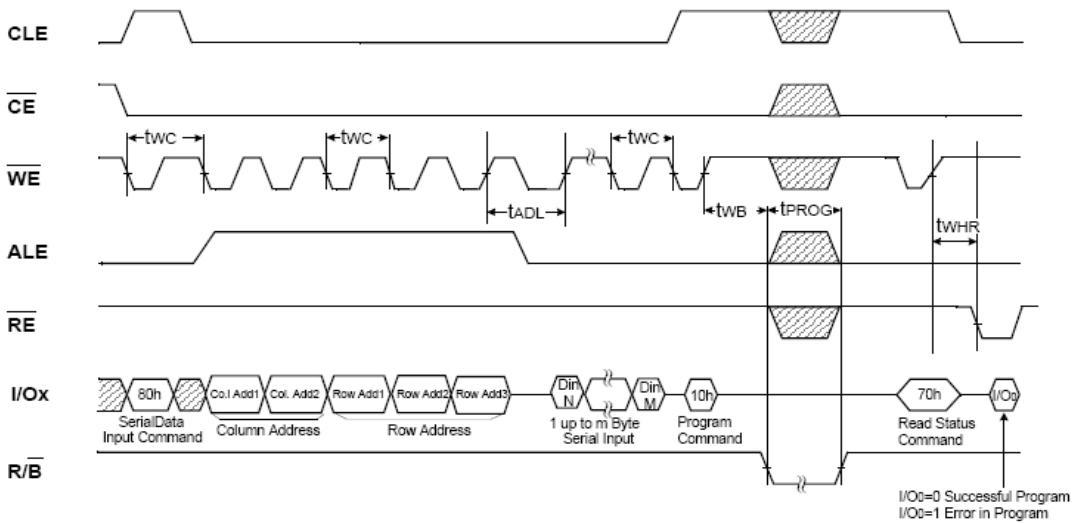 CLE
CE
tWC
tWC
tWC
WE
tADL
tWB
tPROG
tWHR
ALE
RE
I/Ox
80h
Co.l Add1
Col. Add2
Row Add1
Row Add2
Row Add3
Din
N
Din
M
10h
70h
I/O0
SerialData
Input Command
Column Address
Row Address
1 up to m Byte
Serial Input
Program
Command
Read Status
Command
R/B
I/O0=0 Successful Program
I/O0=1 Error in Program